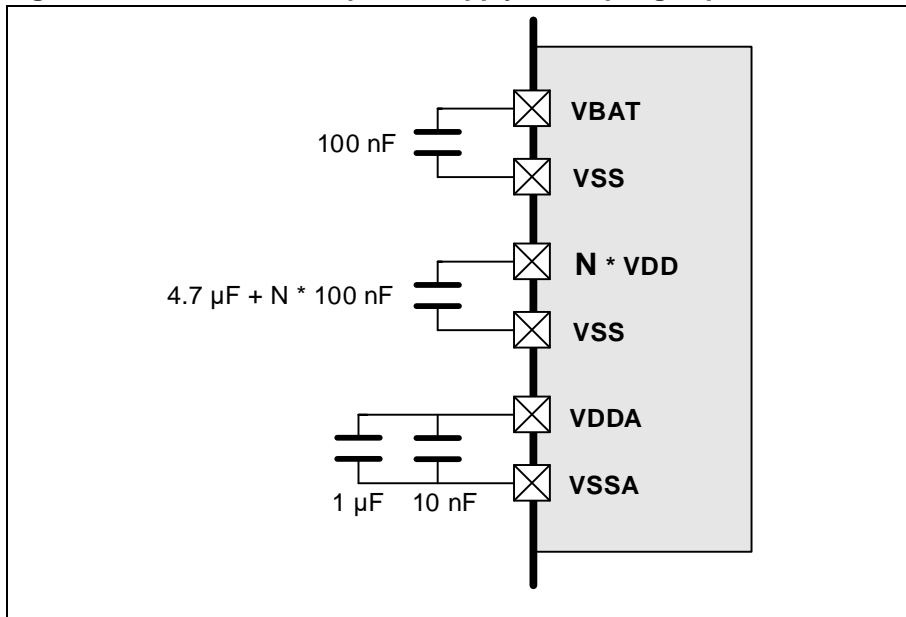 VBAT
100 nF
VSS
N * VDD
4.7 µF + N * 100 nF
VSS
VDDA
VSSA
1 µF 10 nF